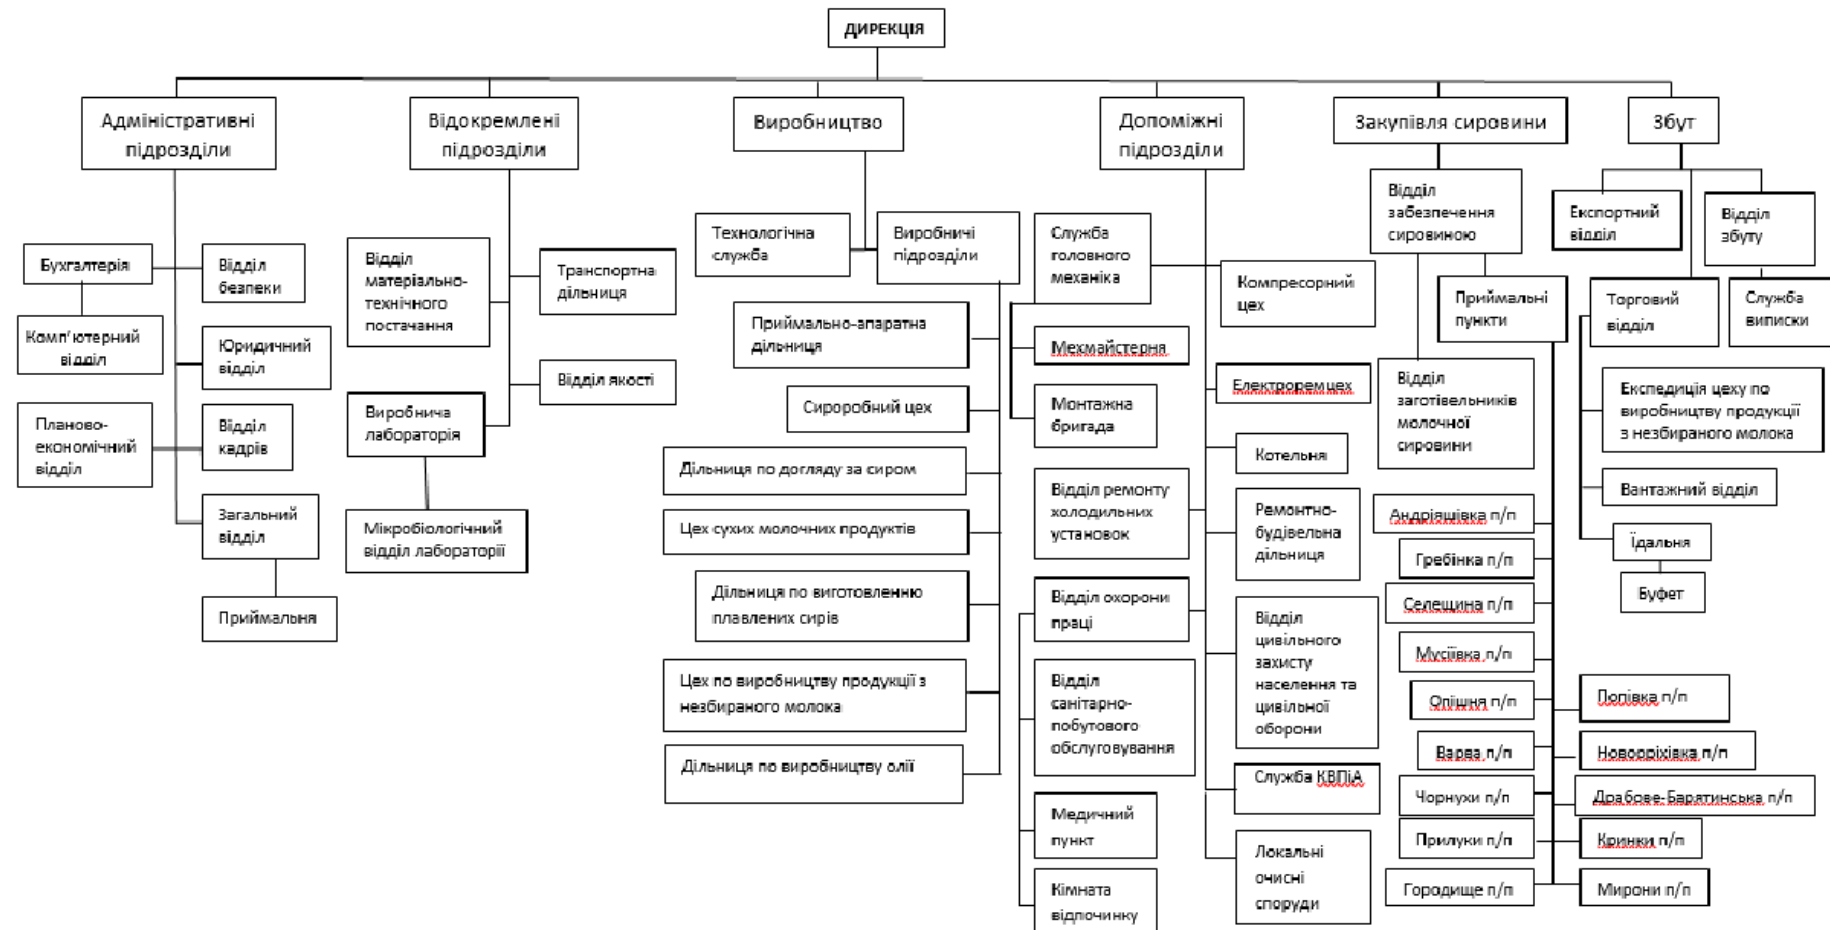 ДИРЕКЦІЯ
Адміністративні
підрозділи
Відокремлені
підрозділи
Виробництво
Допоміжні
підрозділи
Закупівля сировини
Збут
Бухгалтерія
Відділ
безпеки
Комп'ютерний
відділ
Юридичний
відділ
Планово-
економічний
відділ
Відділ
кадрів
Загальний
відділ
Приймальня
Відділ
матеріально-
технічного
постачання
Транспортна
дільниця
Відділ якості
Виробнича
лабораторія
Мікробіологічний
відділ лабораторії
Технологічна
служба
Виробничі
підрозділи
Приймально-апаратна
дільниця
Сироробний цех
Дільниця по догляду за сиром
Цех сухих молочних продуктів
Дільниця по виготовленню
плавлених сирів
Цех по виробництву продукції з
незбираного молока
Дільниця по виробництву олії
Служба
головного
механіка
Компресорний
цех
Мехмайстерня
Електроремцех
Монтажна
бригада
Котельня
Відділ ремонту
холодильних
установок
Ремонтно-
будівельна
дільниця
Відділ охорони
праці
Відділ
цивільного
захисту
населення та
цивільної
оборони
Відділ
санітарно-
побутового
обслуговування
Служба КВПіА
Медичний
пункт
Локальні
очисні
споруди
Кімната
відпочинку
Відділ
забезпечення
сировиною
Приймальні
пункти
Відділ
заготівельників
молочної
сировини
Андріяшівка п/п
Гребінка п/п
Селещина п/п
Мусіївка п/п
Опішня п/п
Варва п/п
Чорнухи п/п
Прилуки п/п
Городище п/п
Попівка п/п
Новоріхівка п/п
Драбове-Барятинська п/п
Кринки п/п
Мирони п/п
Експортний
відділ
Відділ
збуту
Торговий
відділ
Служба
виписки
Експедиція цеху по
виробництву продукції
з незбираного молока
Вантажний відділ
Їдальня
Буфет